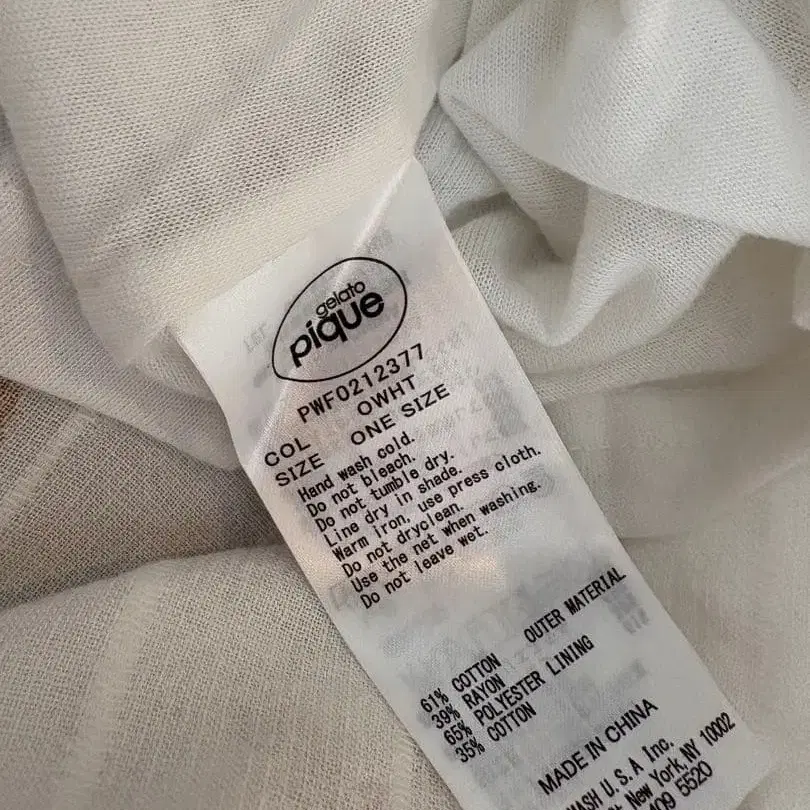 gelato
pique
PWF0212377
COL OWHT
SIZE ONE SIZE
Hand wash cold.
Do not bleach.
Do not tumble dry.
Line dry in shade.
Warm iron, use press cloth.
Do not dryclean.
Use the net when washing.
Do not leave wet.
61% COTTON OUTER MATERIAL
39% RAYON
65% POLYESTER LINING
35% COTTON
MADE IN CHINA
U.S.A Inc.
New York, NY 10002
5520